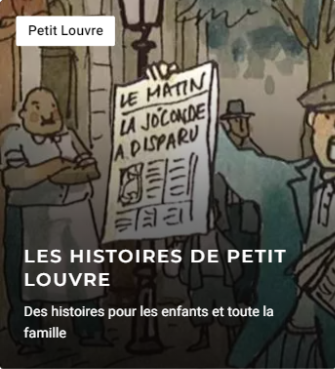 Petit Louvre
LE MATIN
LA JOCONDE
A DISPARU
LES HISTOIRES DE PETIT
LOUVRE
Des histoires pour les enfants et toute la
famille